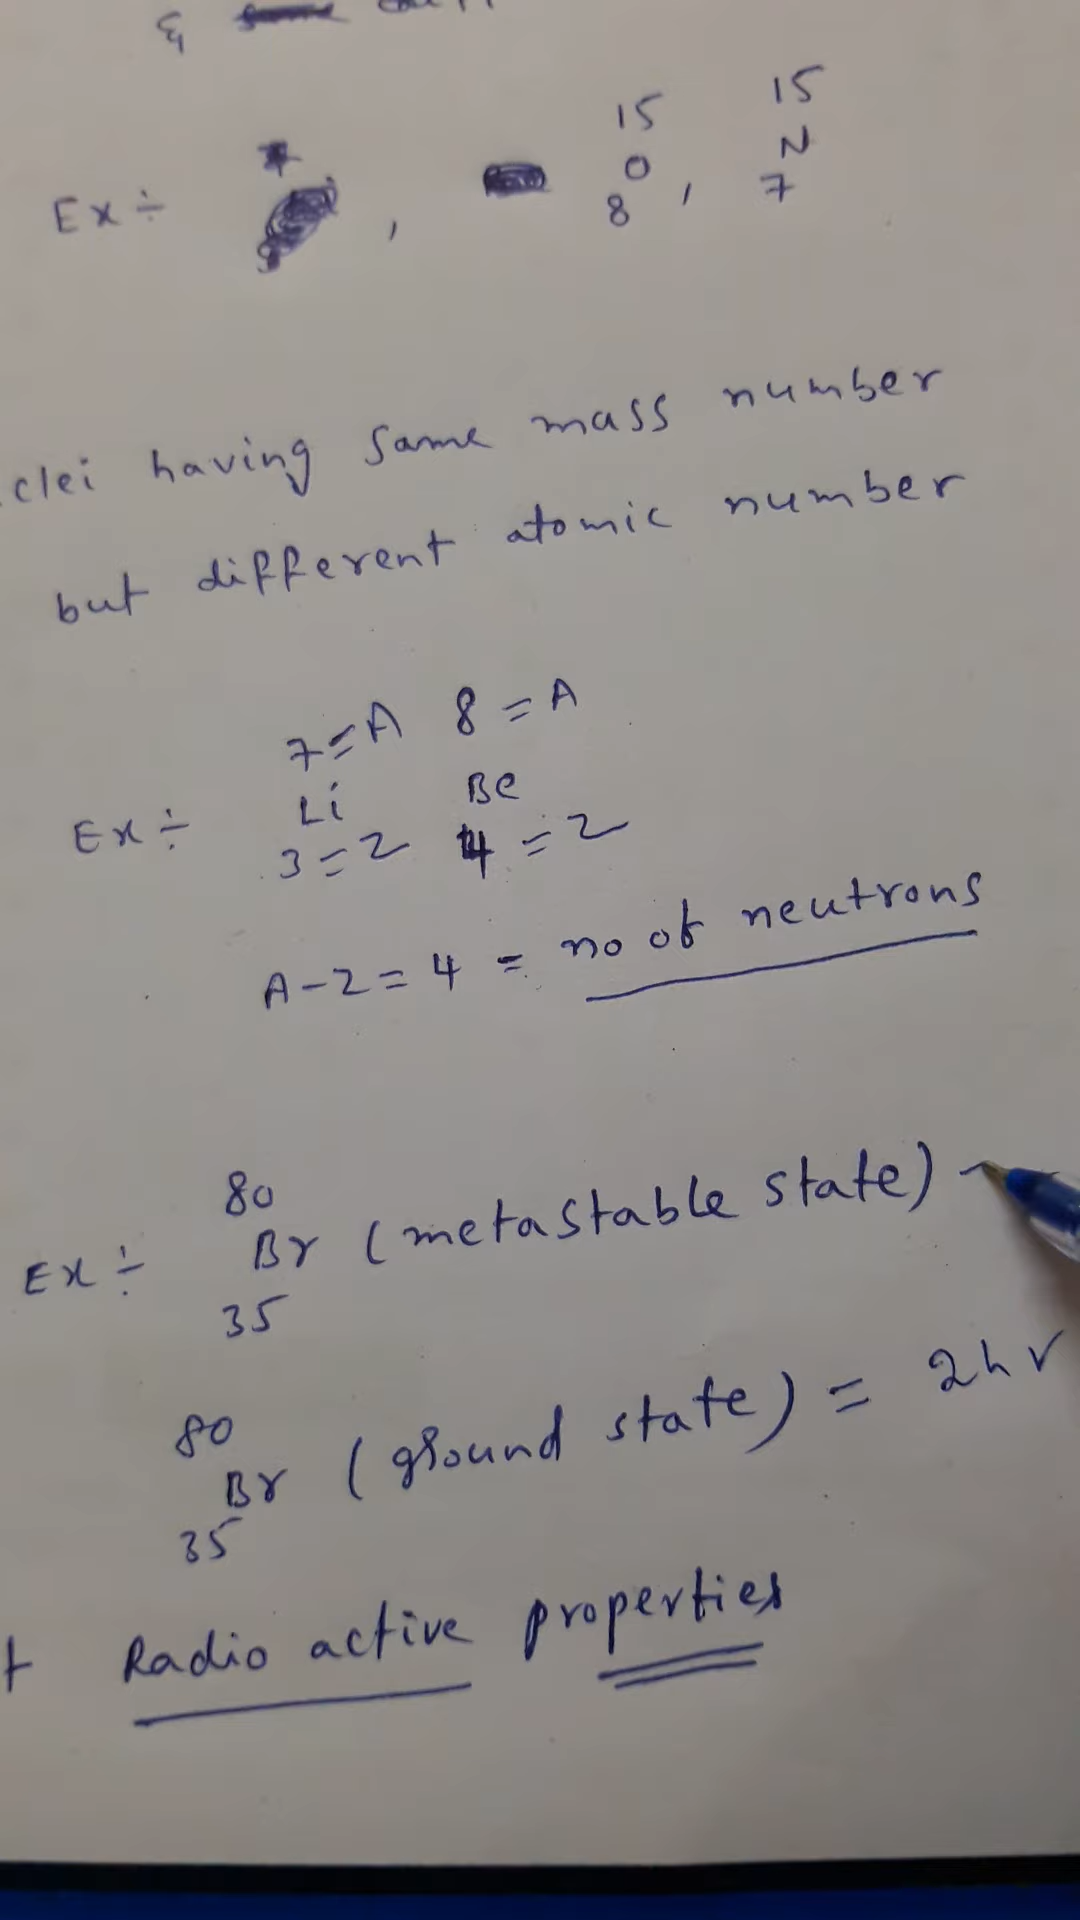 &
15 15
O N
Ex ÷ , 8 , 7
clei having same mass number
but different atomic number
7 = A 8 = A
Li Be
Ex ÷ 3 = Z 4 = Z
A - Z = 4 = no of neutrons
80
Ex ÷ Br (metastable state) -
35
80
Br (ground state) = 2hr
35
t Radio active properties